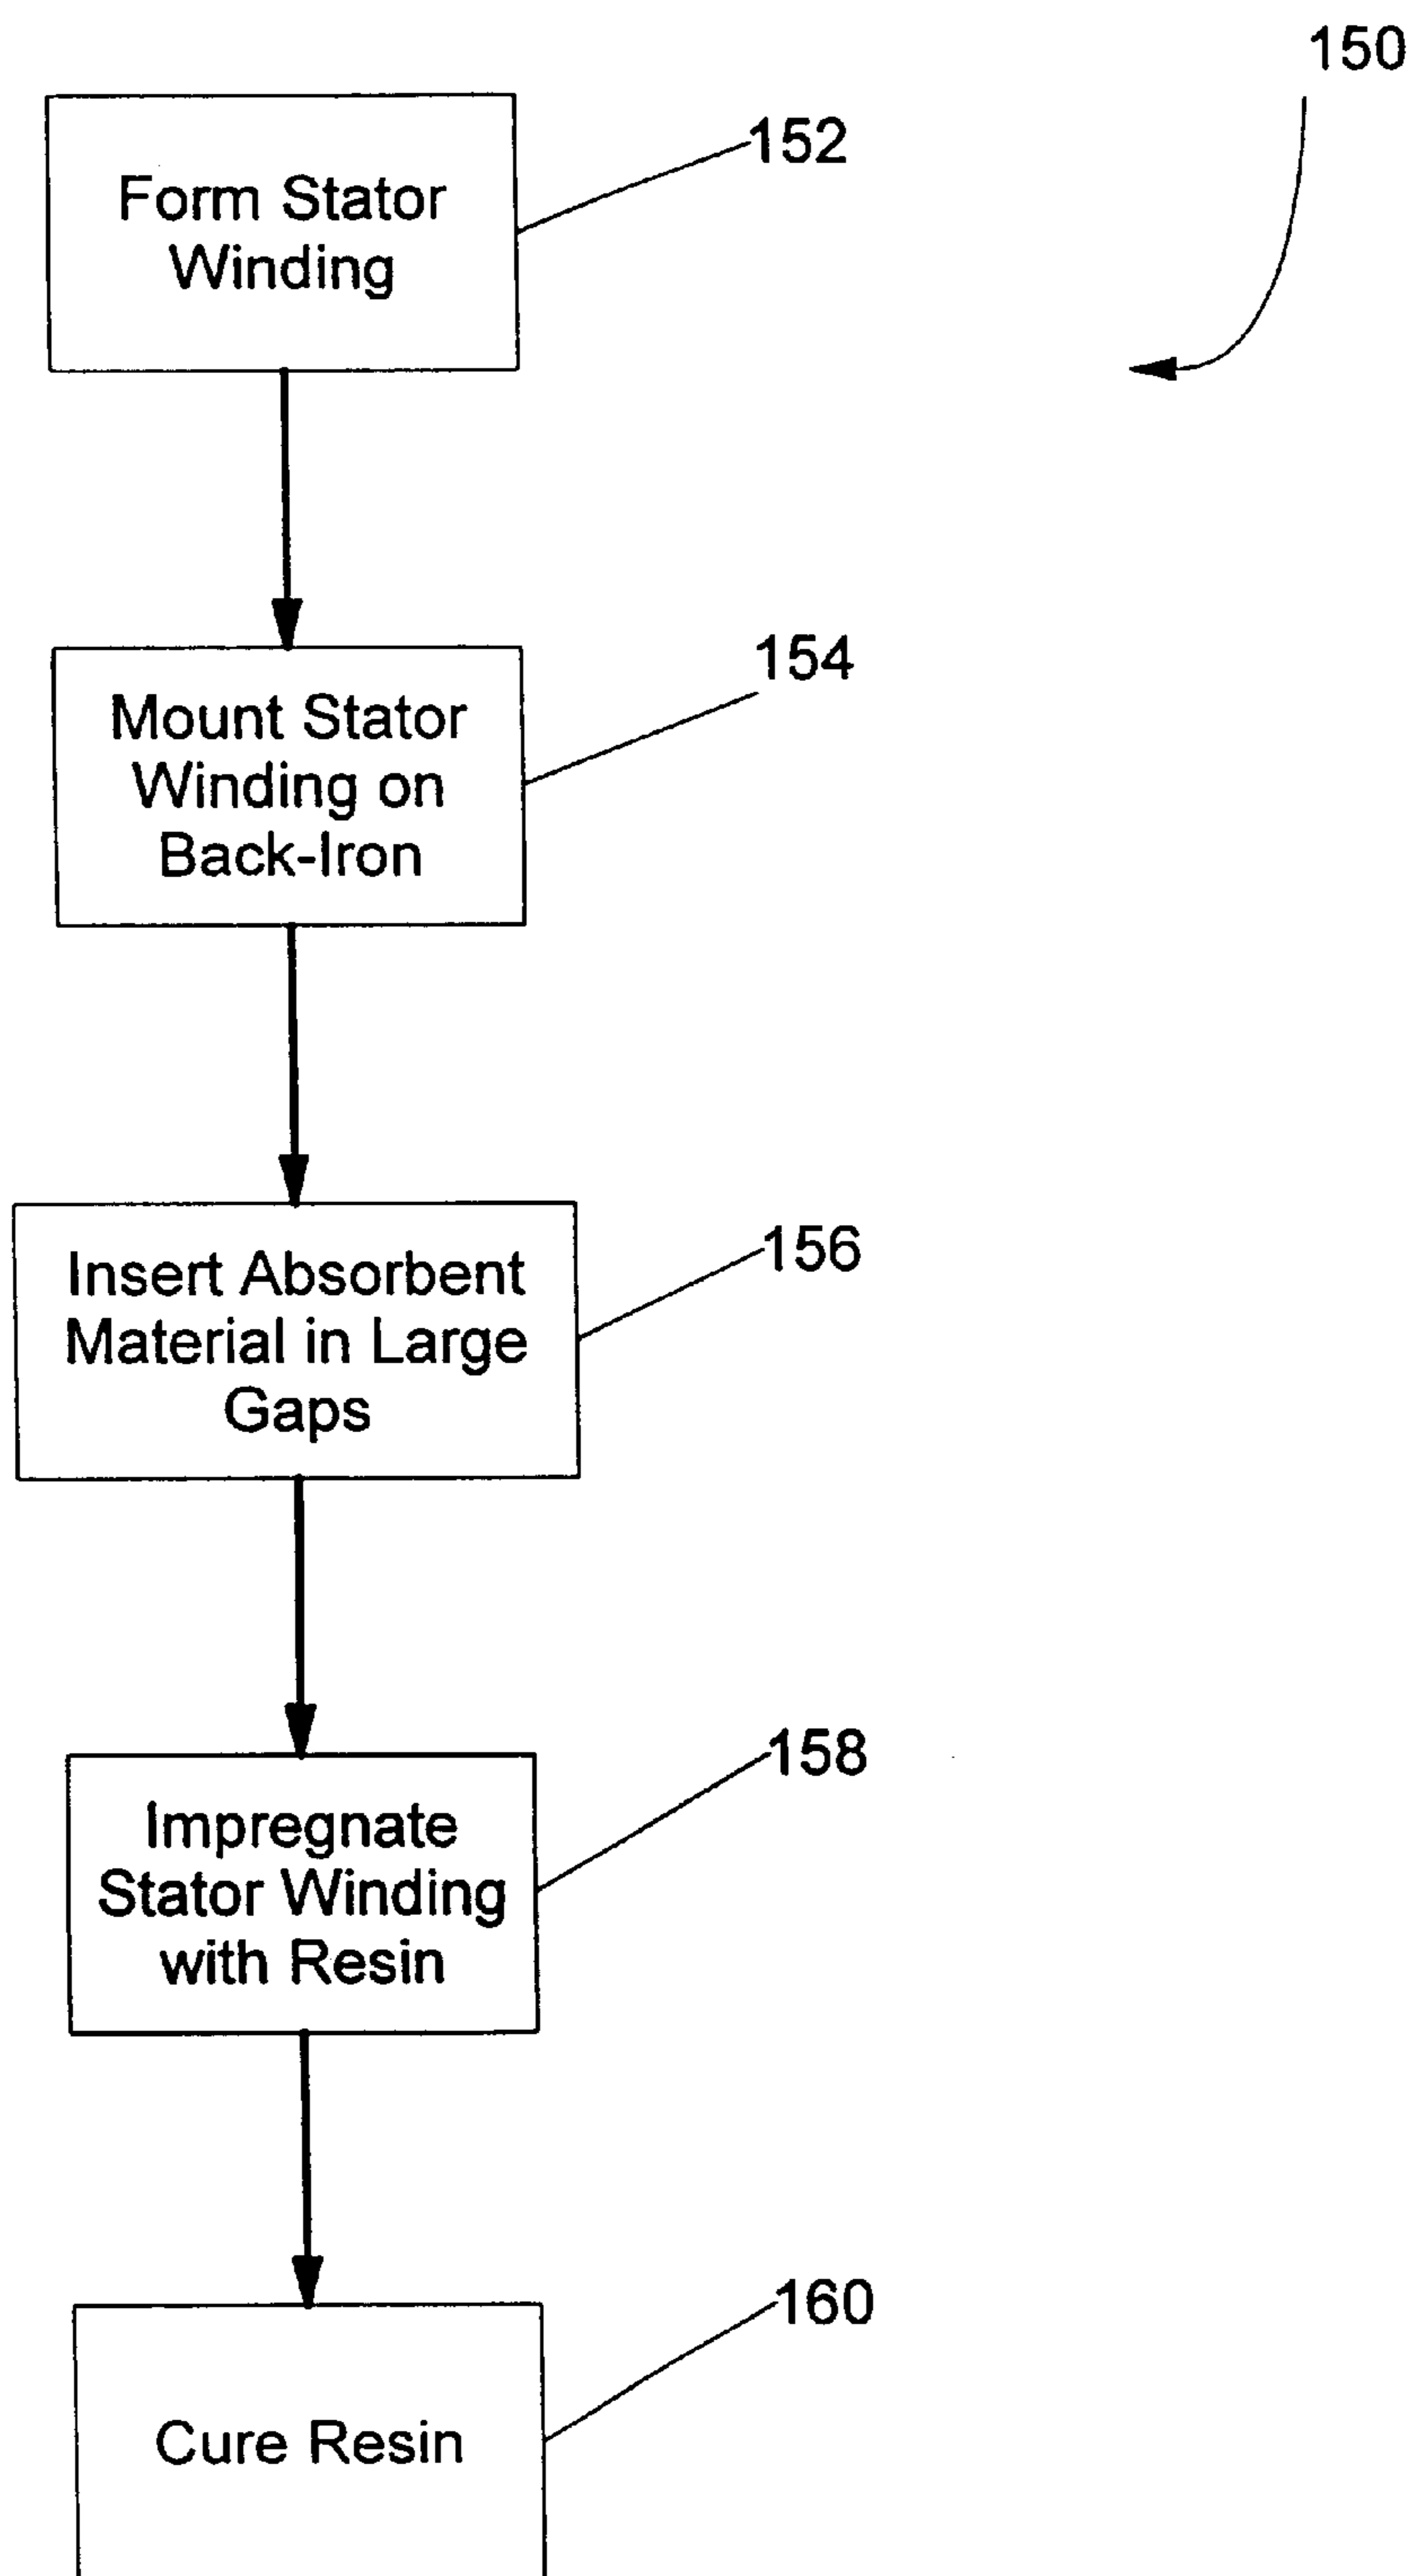 150
152
Form Stator
Winding
154
Mount Stator
Winding on
Back-Iron
156
Insert Absorbent
Material in Large
Gaps
158
Impregnate
Stator Winding
with Resin
160
Cure Resin